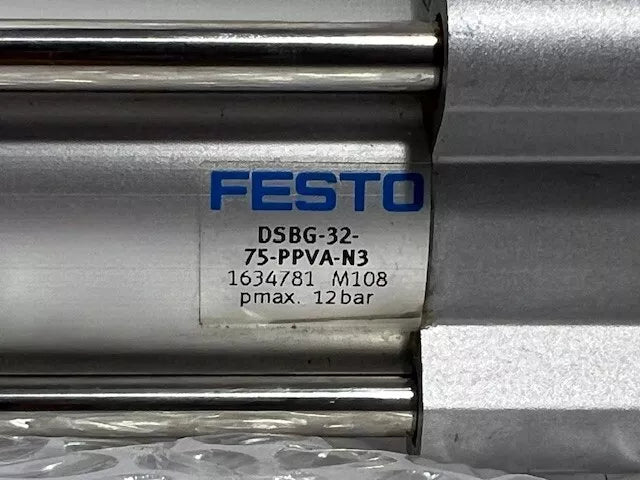 FESTO
DSBG-32-
75-PPVA-N3
1634781 M108
pmax. 12bar